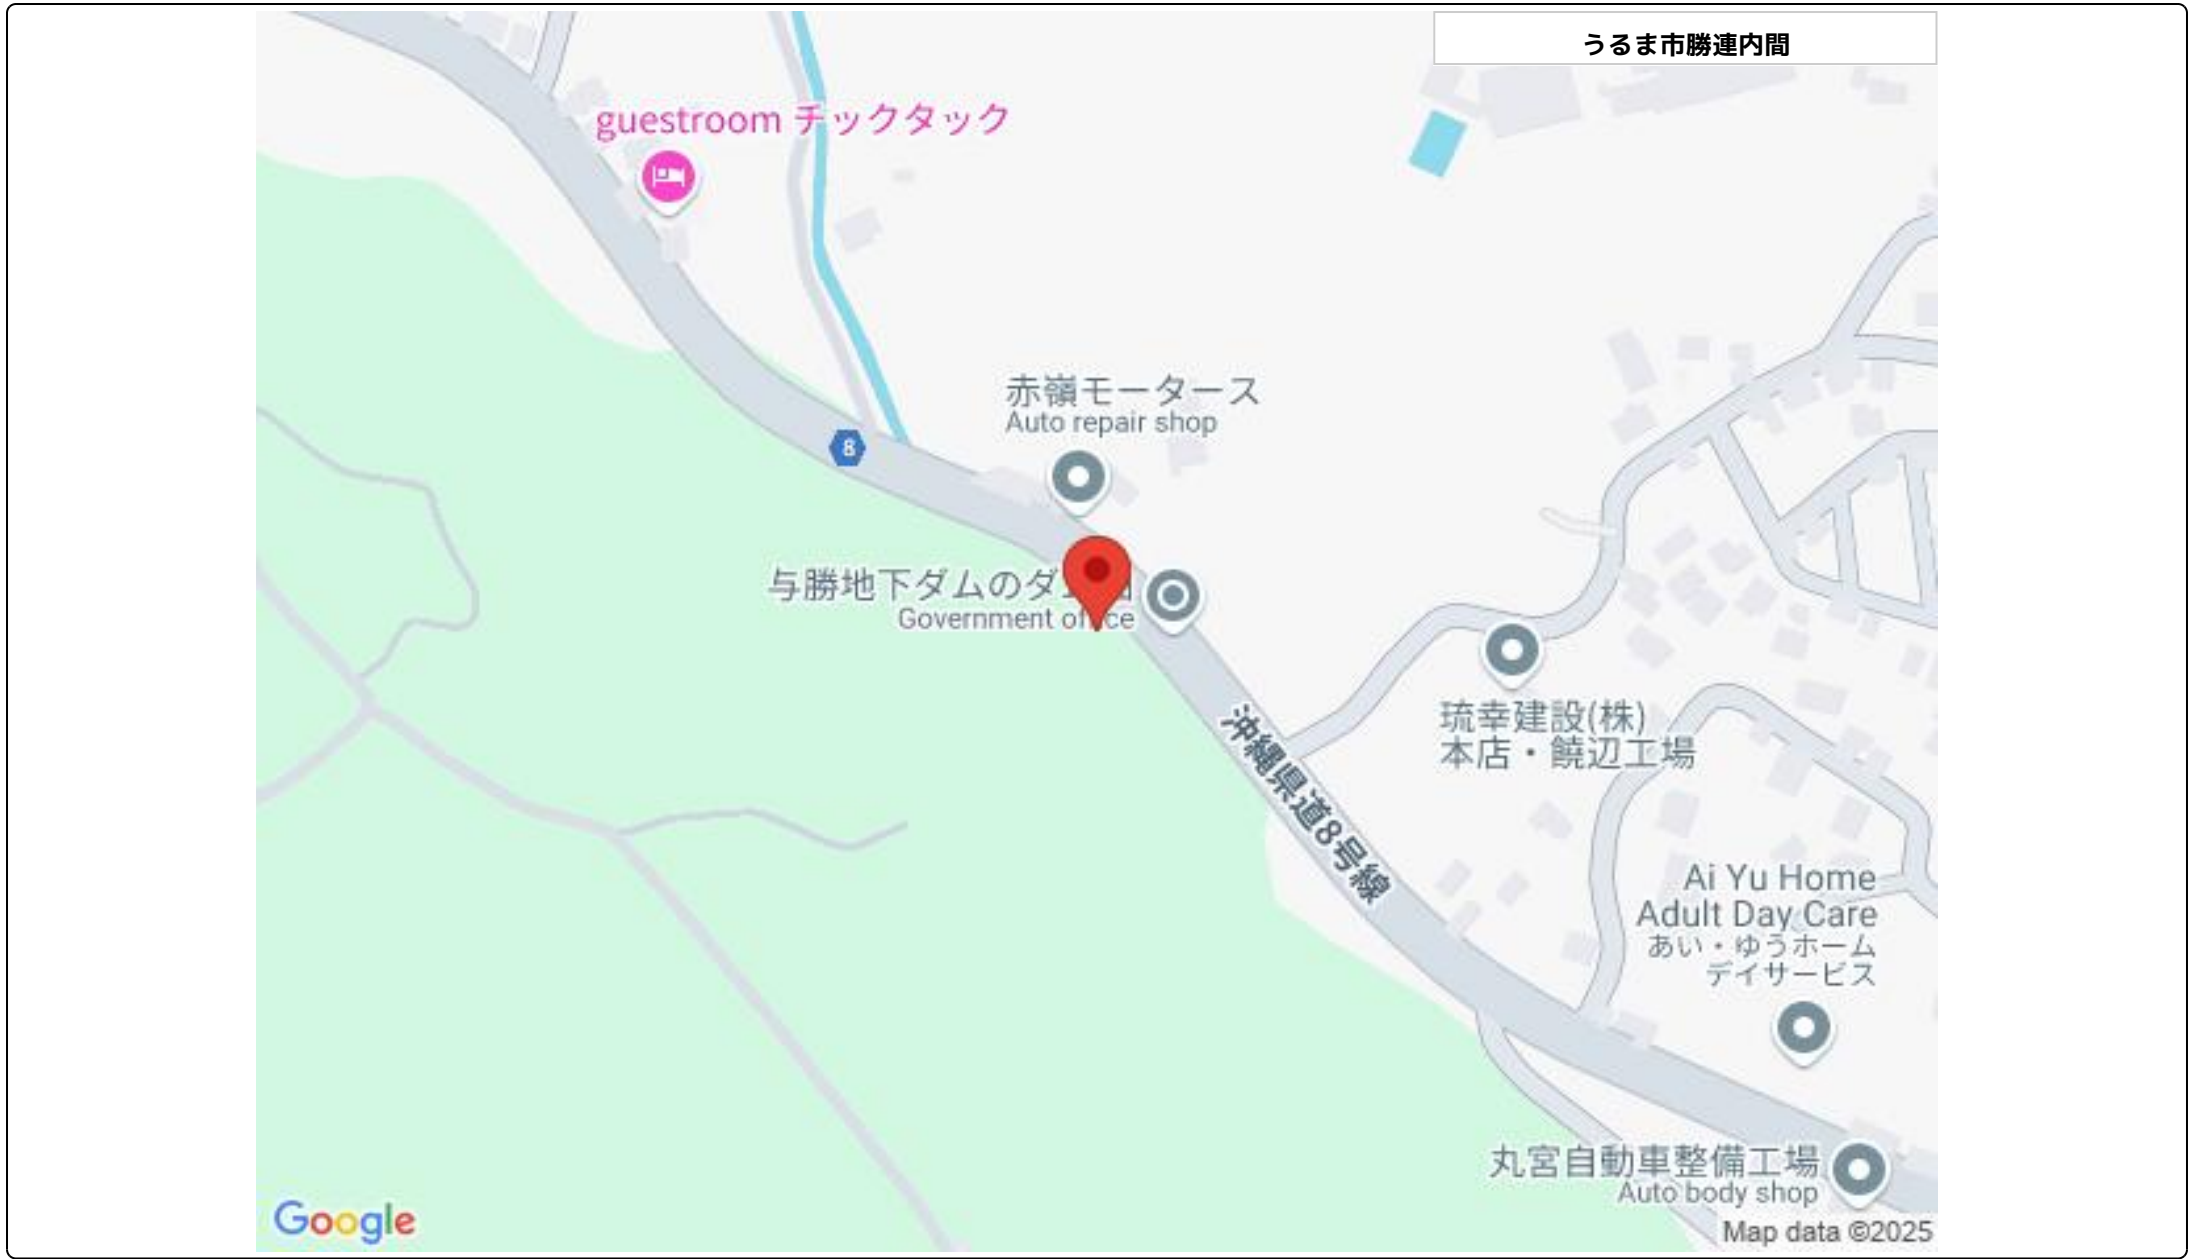 うるま市勝連内間
guestroom チックタック
赤嶺モータース
Auto repair shop
8
与勝地下ダムのダ
Government office
琉幸建設(株)
本店・饒辺工場
沖縄県道8号線
Ai Yu Home
Adult Day Care
あい・ゆうホーム
デイサービス
丸宮自動車整備工場
Auto body shop
Google
Map data ©2025